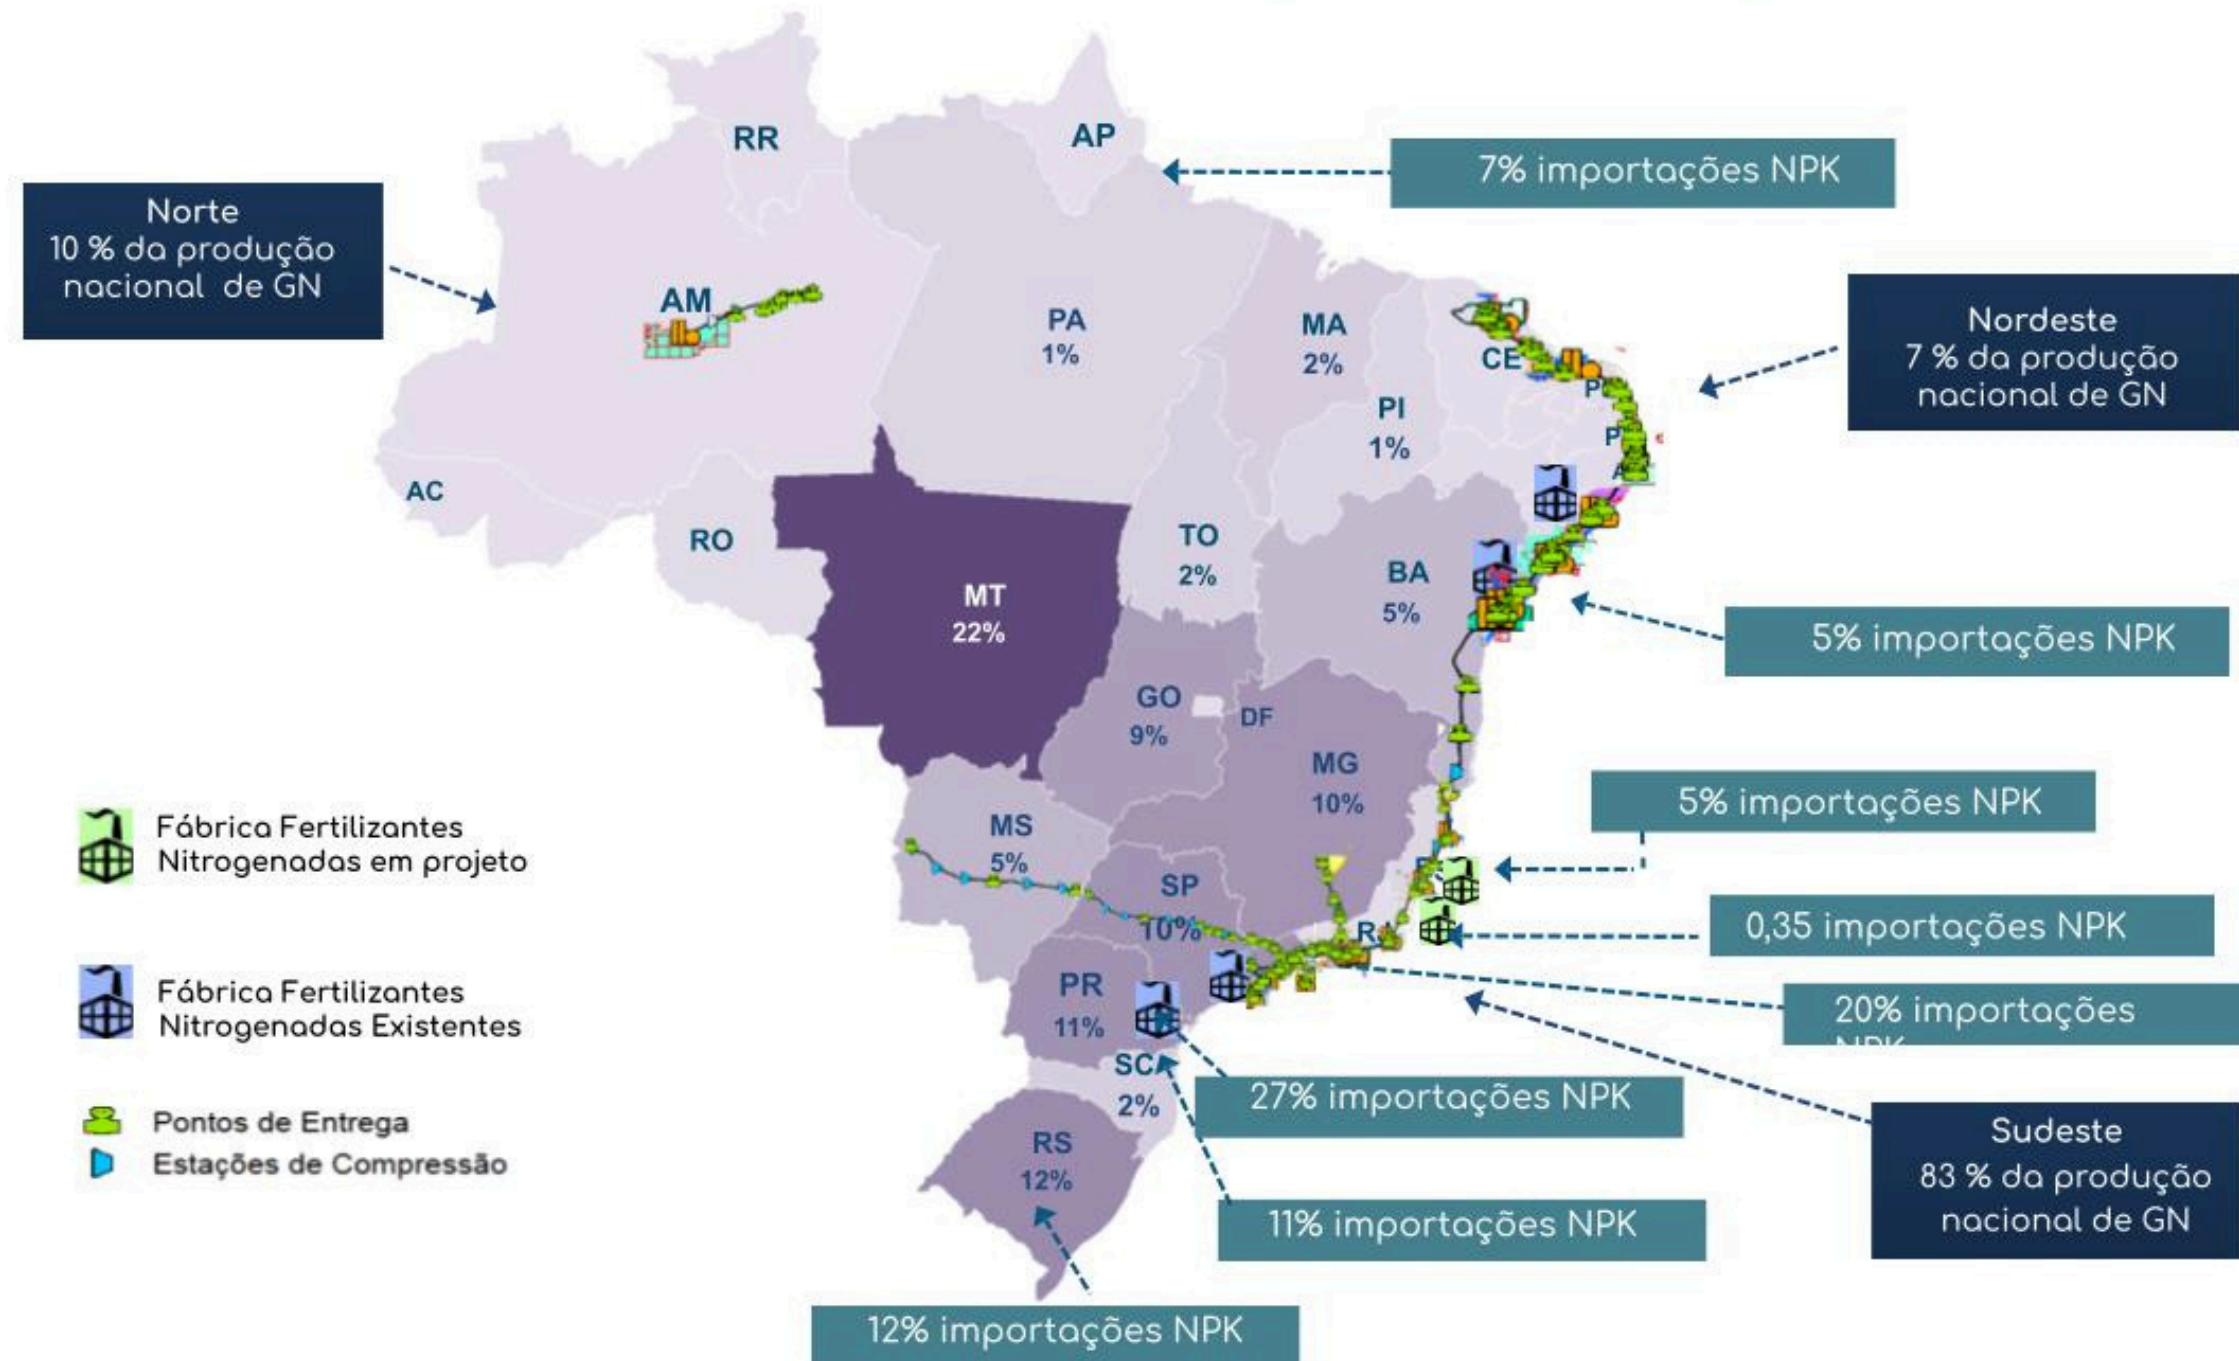 RR
AP
7% importações NPK
Norte
10 % da produção
nacional de GN
AM
PA
1%
MA
2%
CE
Nordeste
7 % da produção
nacional de GN
PI
1%
P
P
AC
RO
TO
2%
BA
5%
MT
22%
5% importações NPK
GO
9%
DF
MG
10%
5% importações NPK
Fábrica Fertilizantes
Nitrogenadas em projeto
MS
5%
SP
10%
0,35 importações NPK
R
PR
11%
20% importações
Fábrica Fertilizantes
Nitrogenadas Existentes
SC
2%
27% importações NPK
Pontos de Entrega
Estações de Compressão
RS
12%
Sudeste
83 % da produção
nacional de GN
11% importações NPK
12% importações NPK